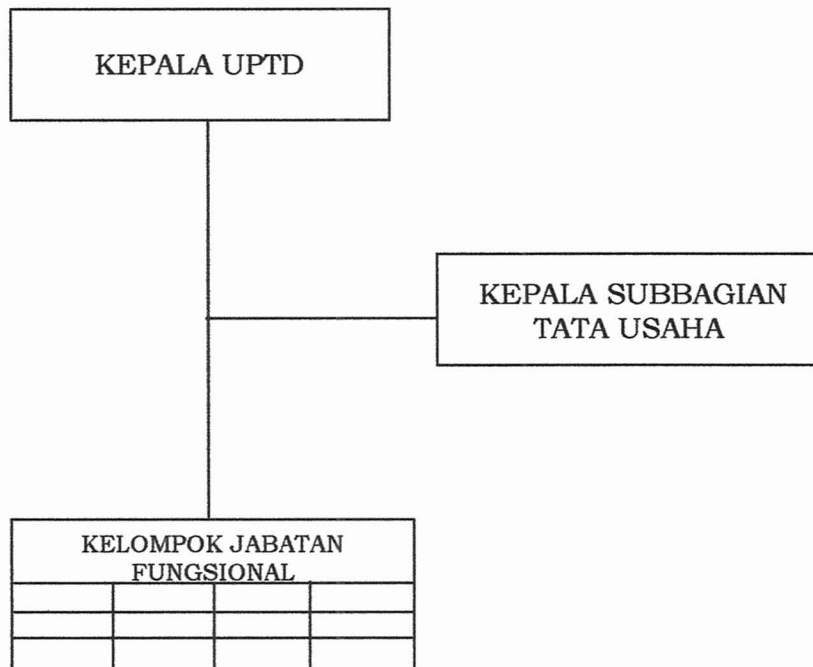 KEPALA UPTD
KEPALA SUBBAGIAN
TATA USAHA
KELOMPOK JABATAN
FUNGSIONAL